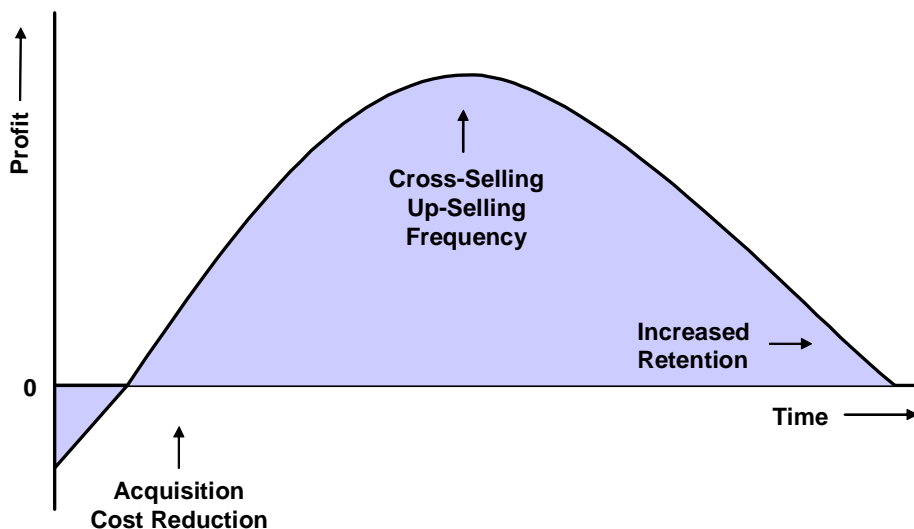 Profit
Cross-Selling
Up-Selling
Frequency
Increased
Retention
0
Time
Acquisition
Cost Reduction